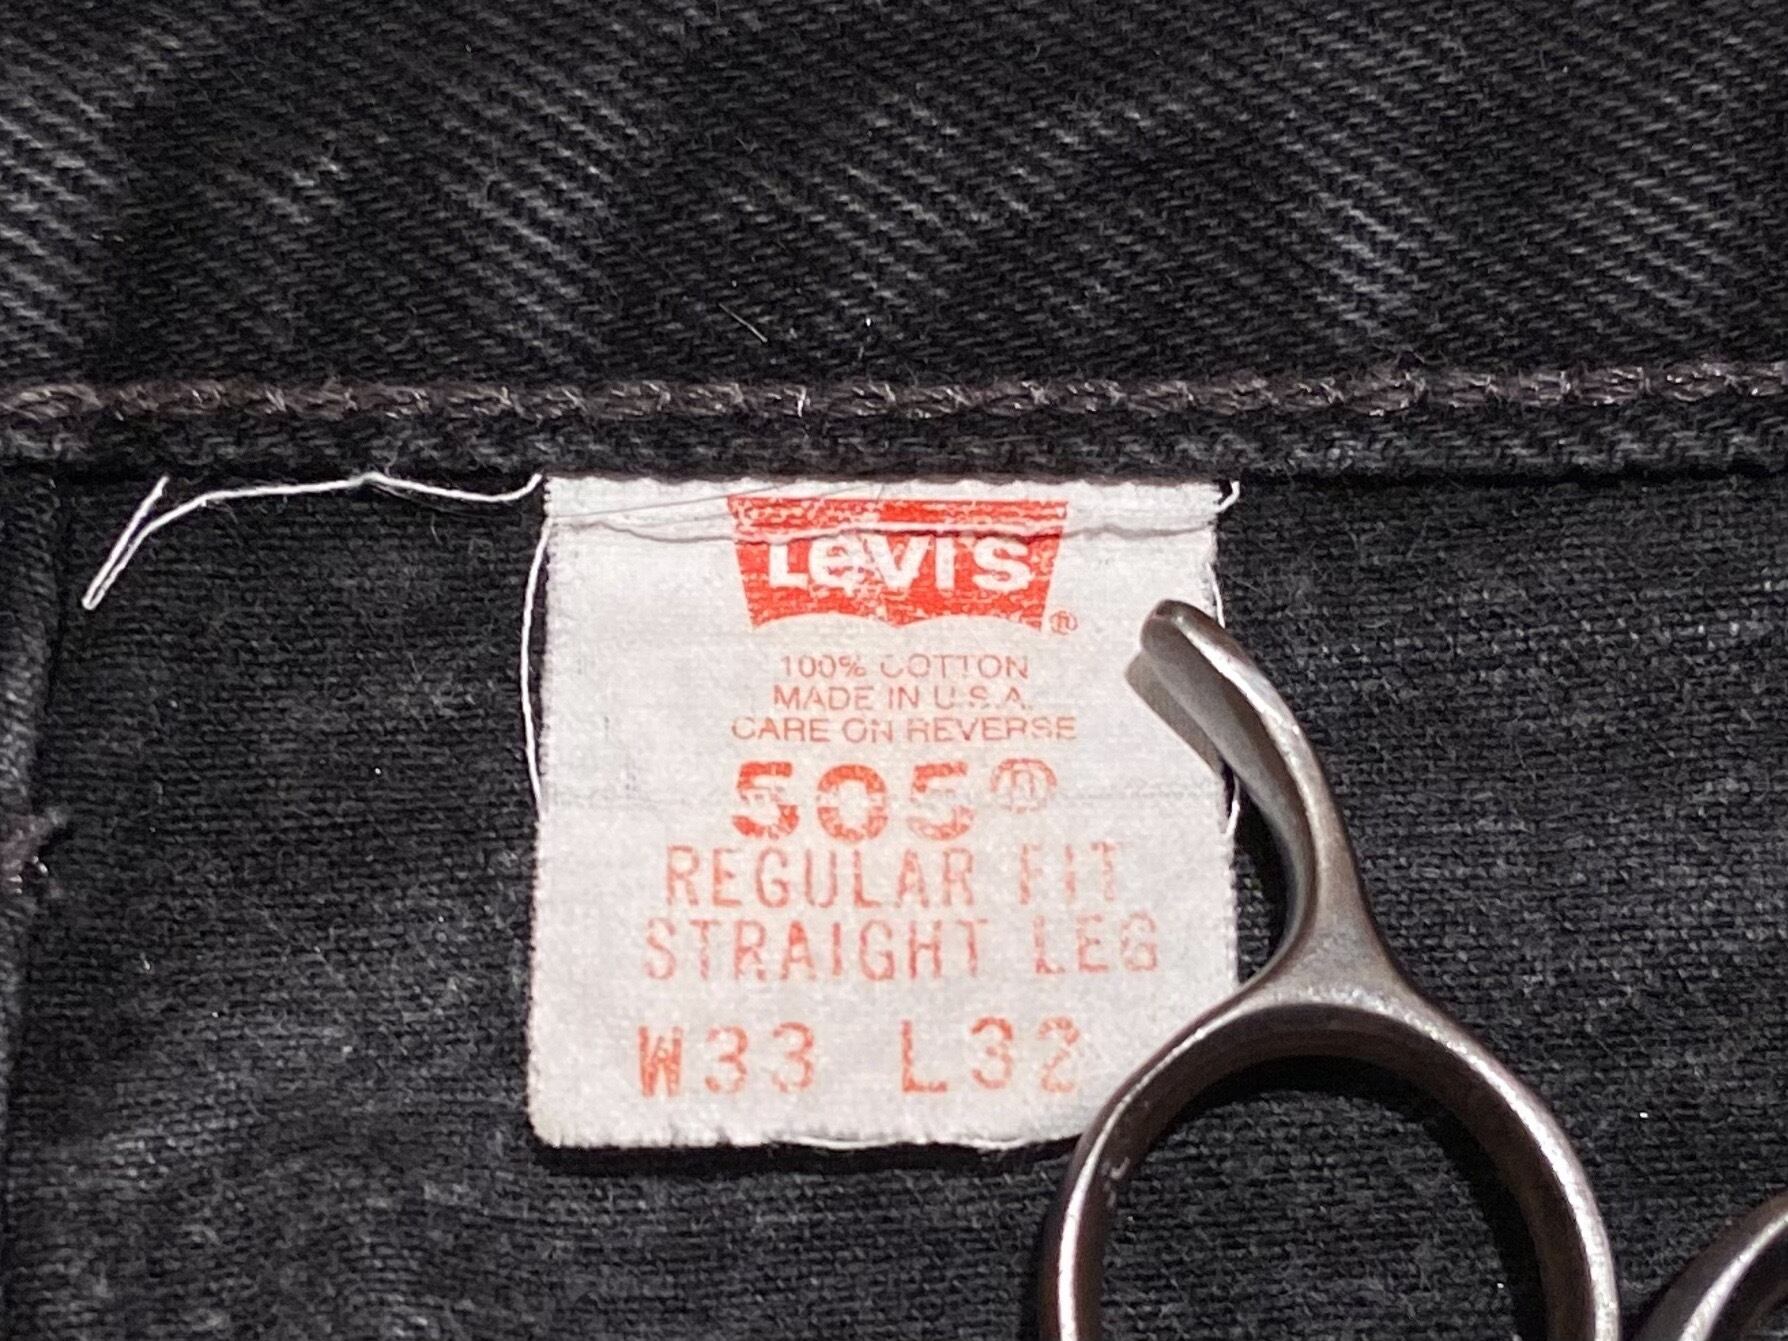 Levi's ®
100% COTTON
MADE IN U.S.A.
CARE ON REVERSE
505®
REGULAR FIT
STRAIGHT LEG
W33 L32